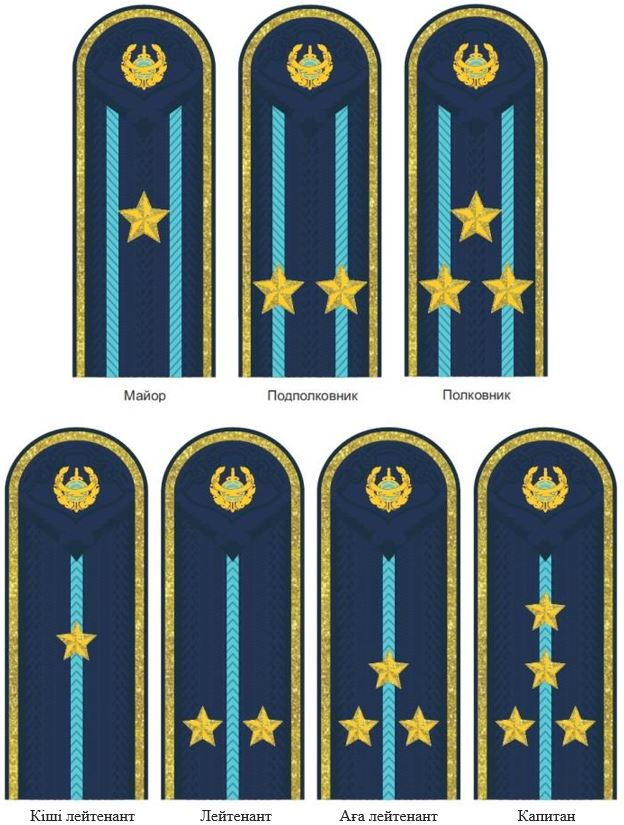 Майор Подполковник Полковник
Кіші лейтенант Лейтенант Аға лейтенант Капитан